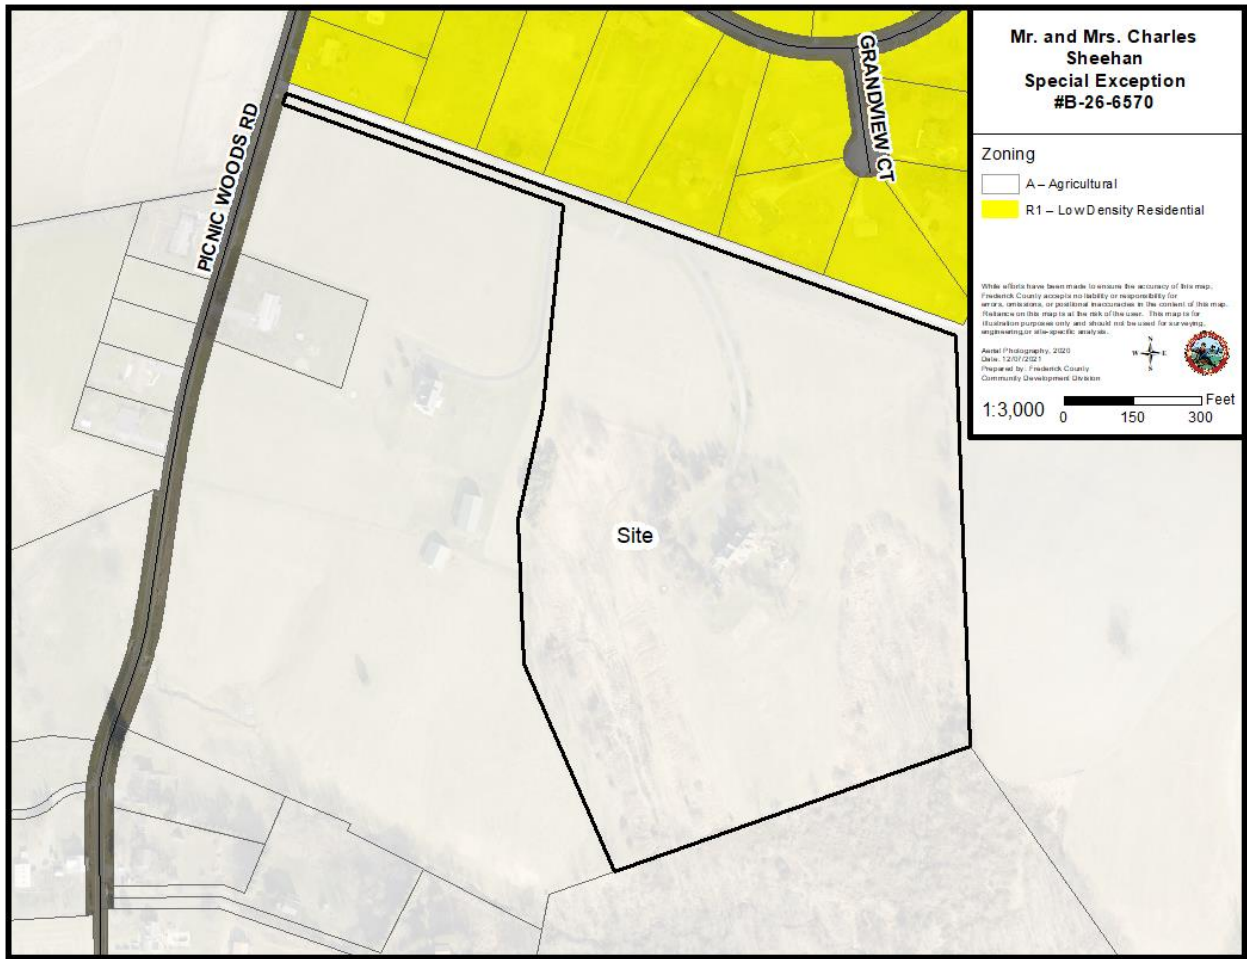 Mr. and Mrs. Charles
Sheehan
Special Exception
#B-26-6570
Zoning
A – Agricultural
R1 – Low Density Residential
While efforts have been made to ensure the accuracy of this map,
Frederick County accepts no liability or responsibility for
errors, omissions, or positional inaccuracies in the content of this map.
Reliance on this map is at the risk of the user. This map is for
illustration purposes only and should not be used for surveying,
engineering, or site-specific analysis.
Aerial Photography, 2020
Date: 12/07/2021
Prepared by: Frederick County
Community Development Division
N
W E
S
1:3,000
Feet
0 150 300
GRANDVIEW CT
PICNIC WOODS RD
Site